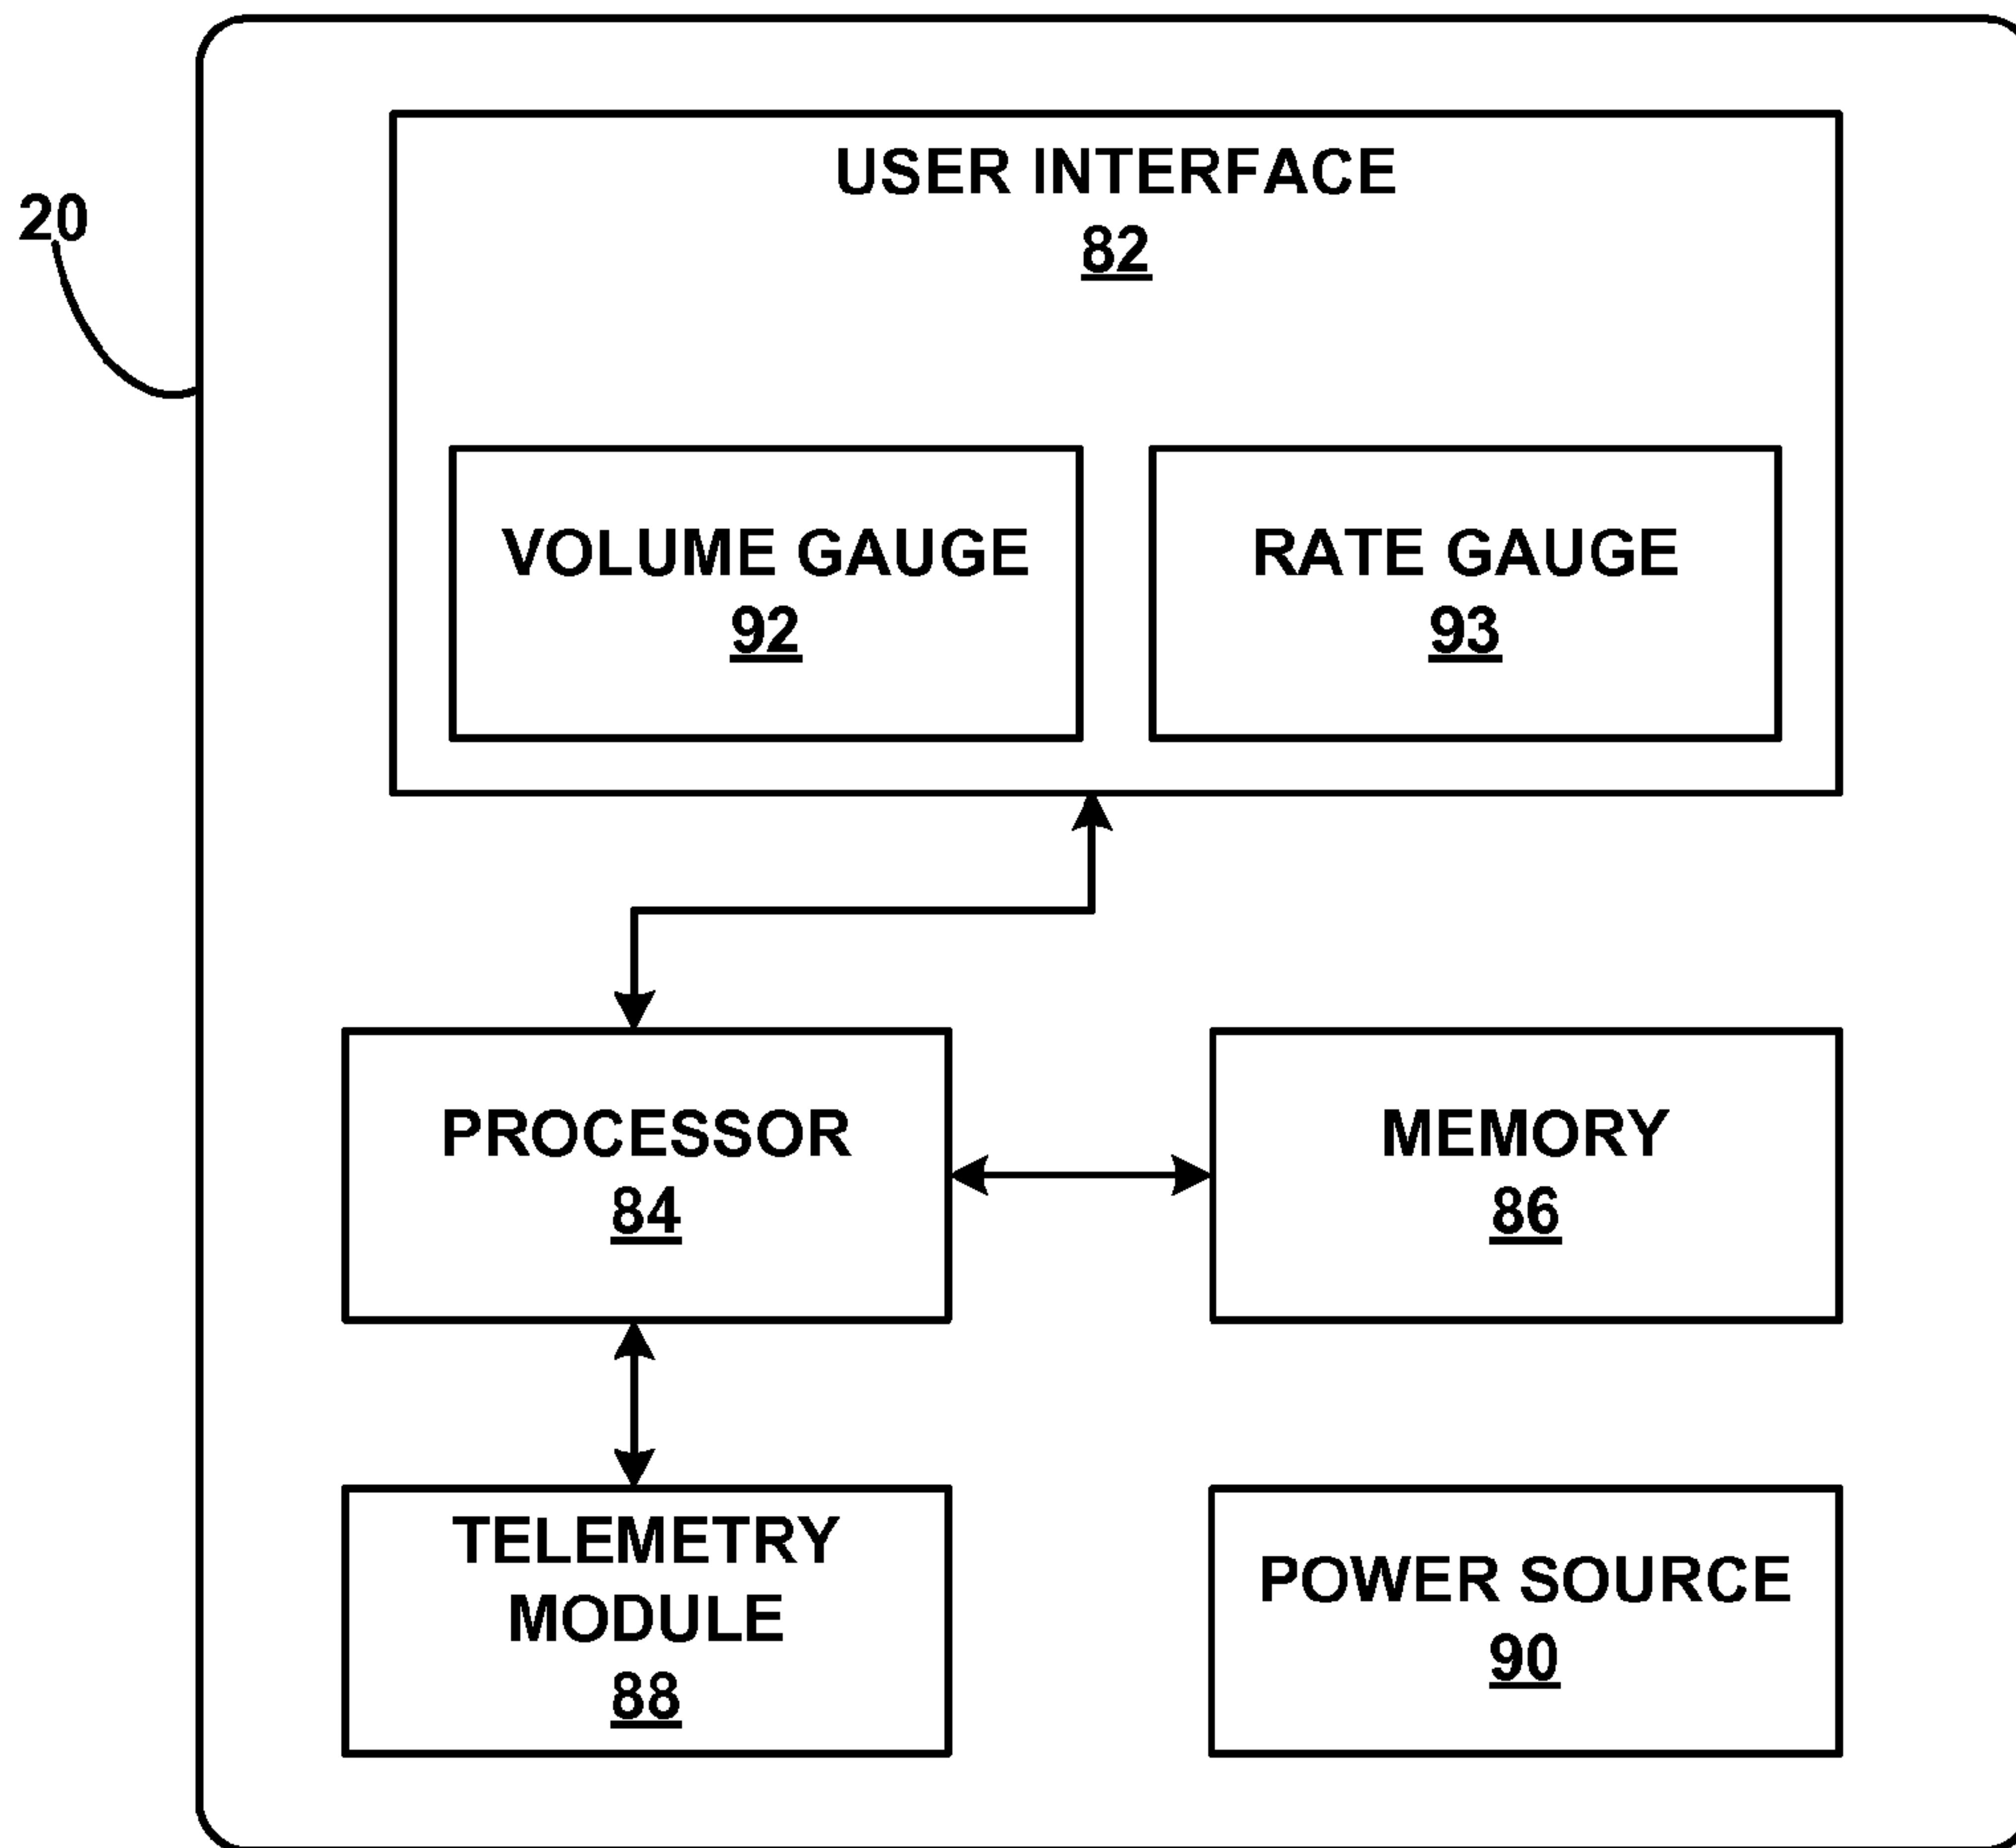 20
USER INTERFACE
82
VOLUME GAUGE
92
RATE GAUGE
93
PROCESSOR
84
MEMORY
86
TELEMETRY
MODULE
88
POWER SOURCE
90